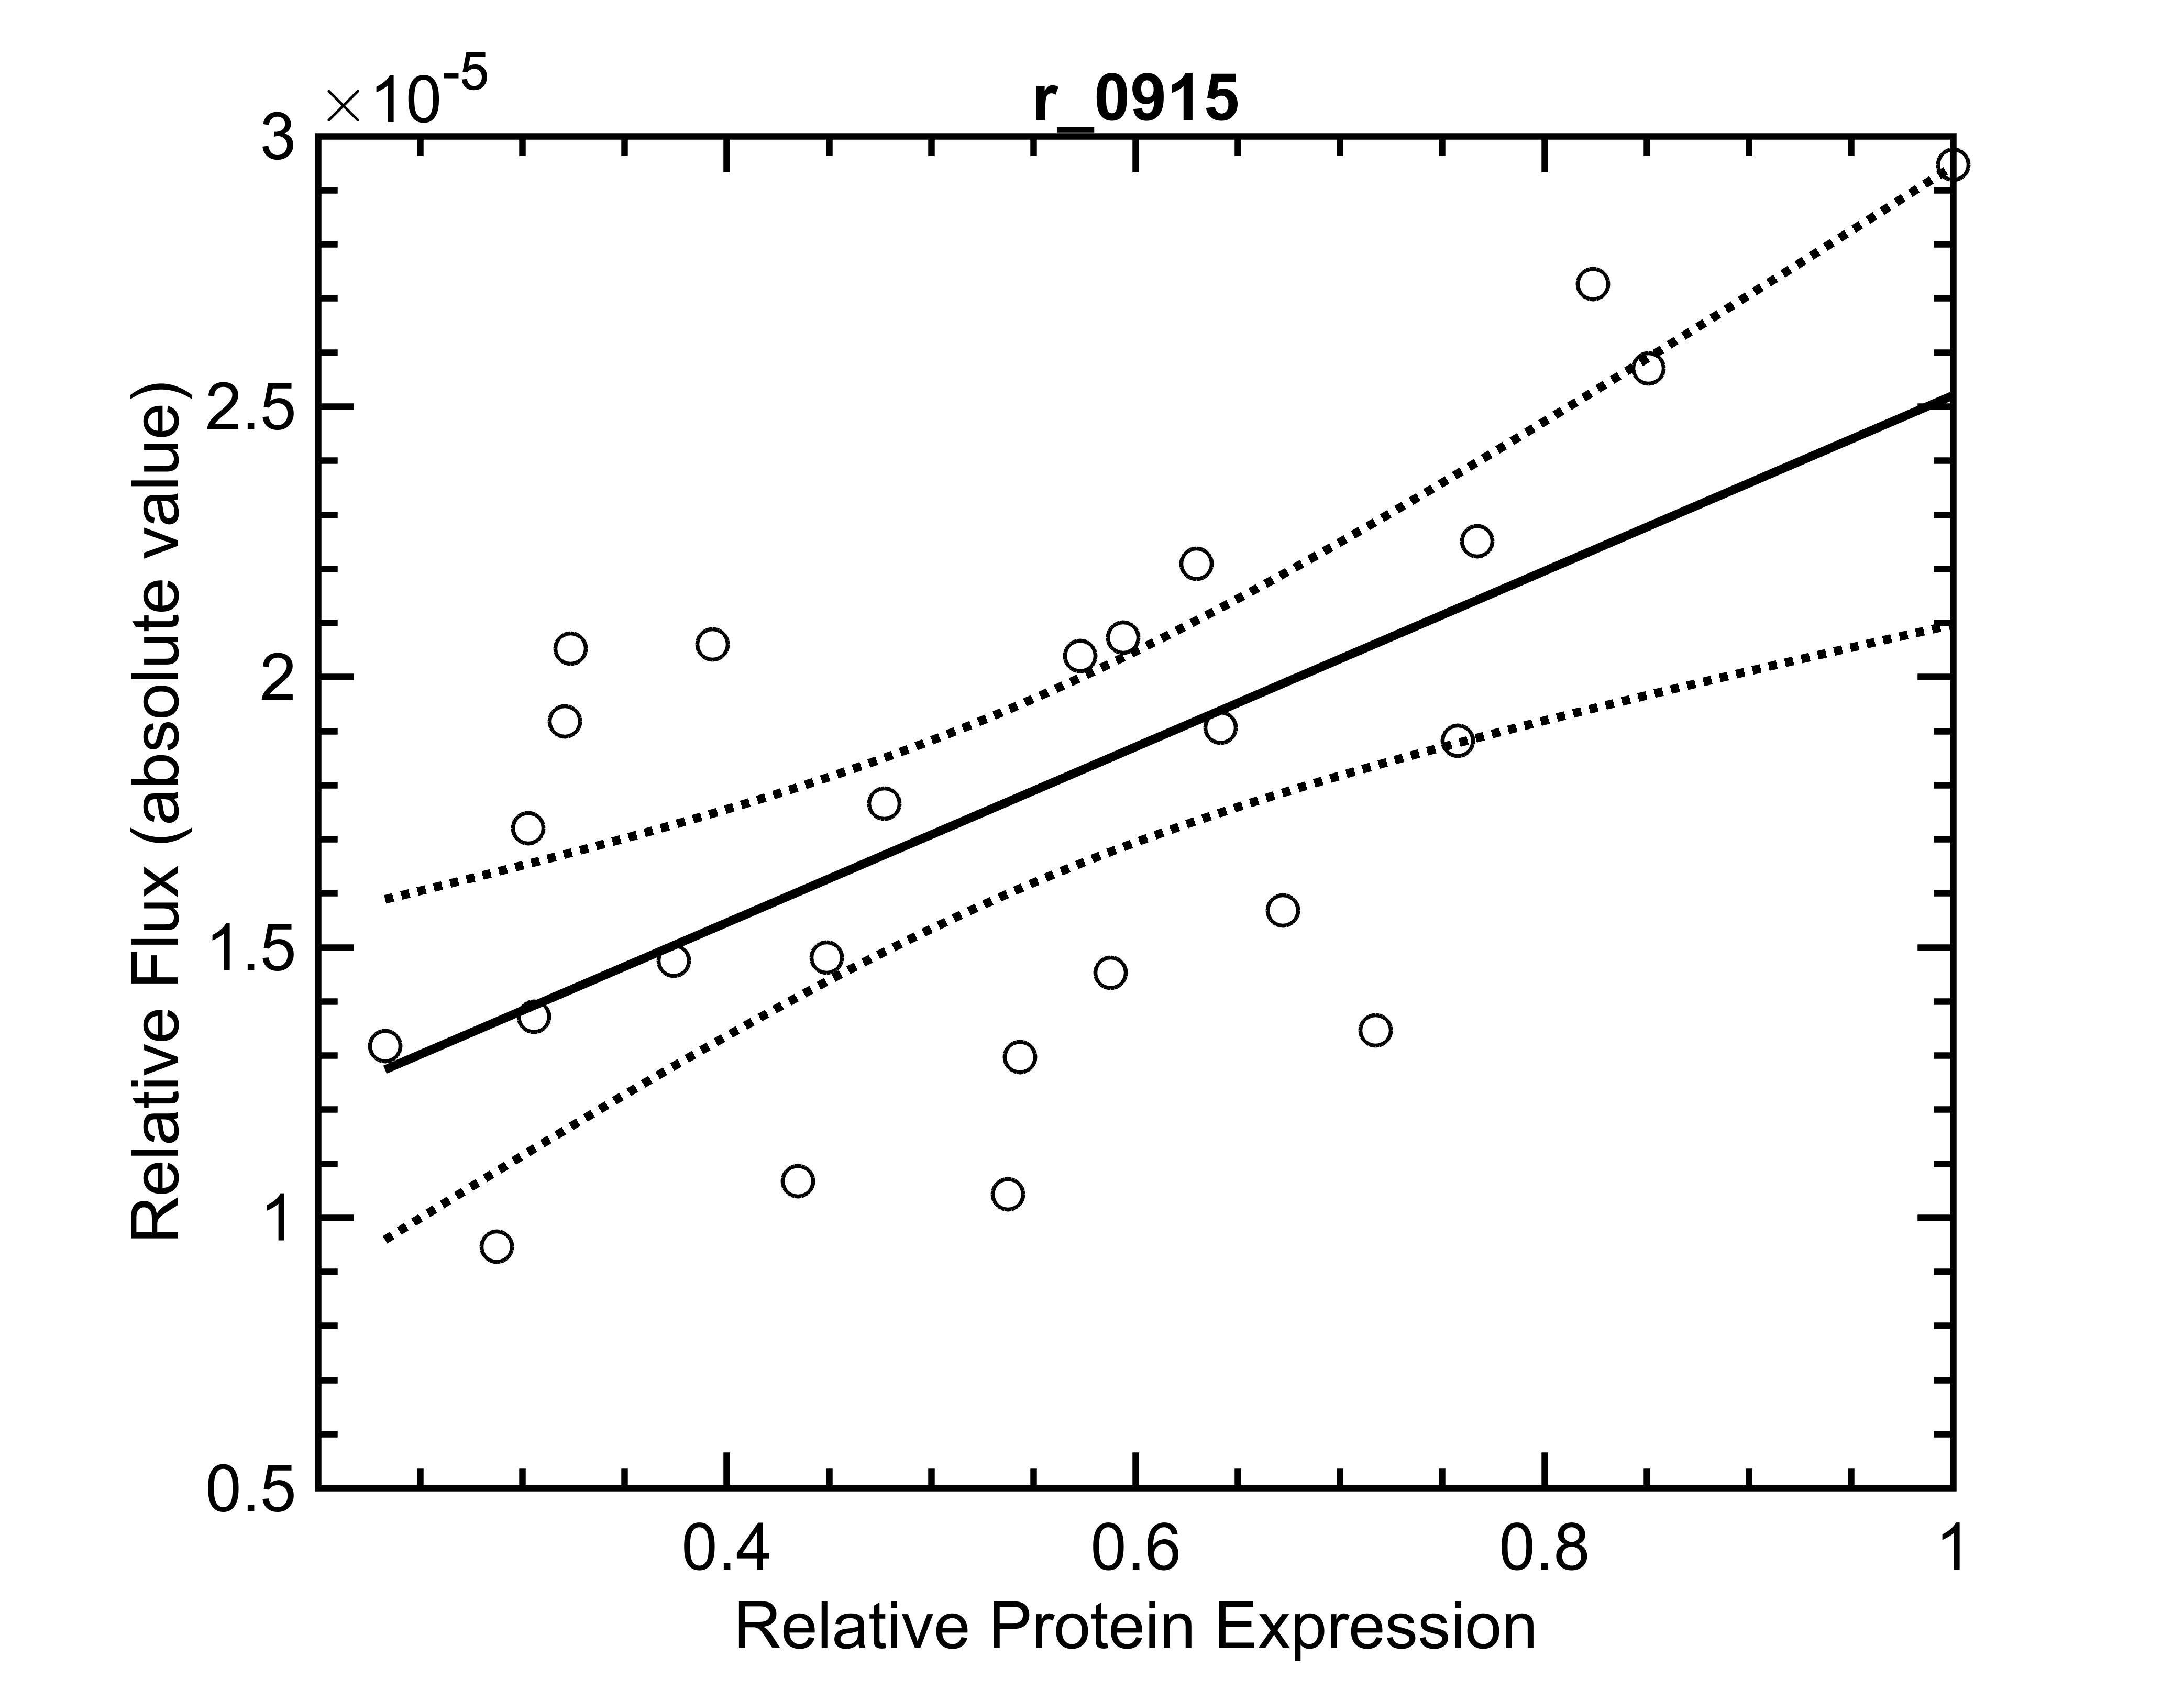 ×10-5
r_0915
3
2.5
2
1.5
1
0.5
Relative Flux (absolute value)
0.4 0.6 0.8 1
Relative Protein Expression